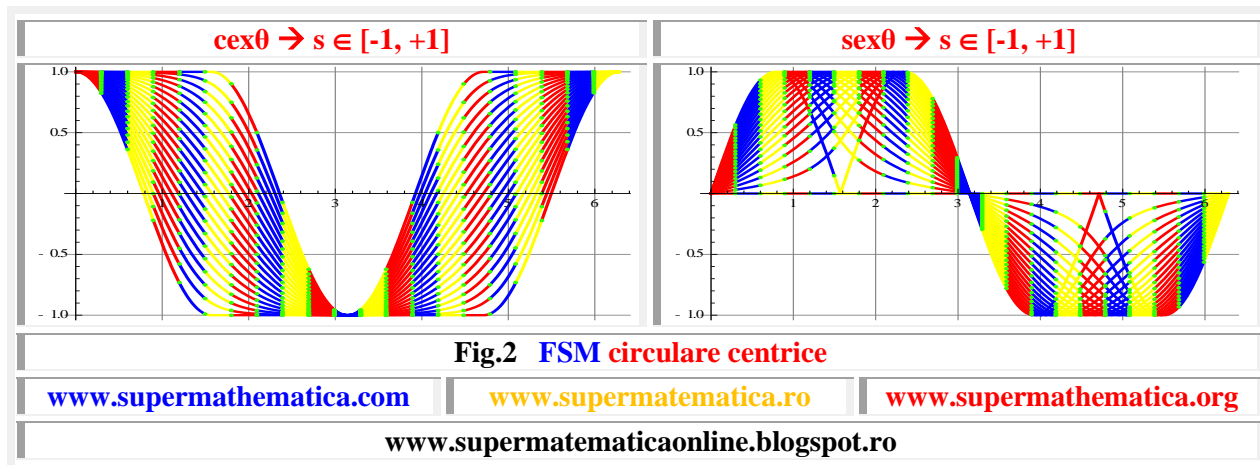 cexθ → s ∈ [-1, +1]
sexθ → s ∈ [-1, +1]
1.0
0.5
- 0.5
- 1.0
1 2 3 4 5 6
1.0
0.5
- 0.5
- 1.0
1 2 3 4 5 6
Fig.2 FSM circulare centrice
www.supermathematica.com
www.supermatematica.ro
www.supermathematica.org
www.supermatematicaonline.blogspot.ro